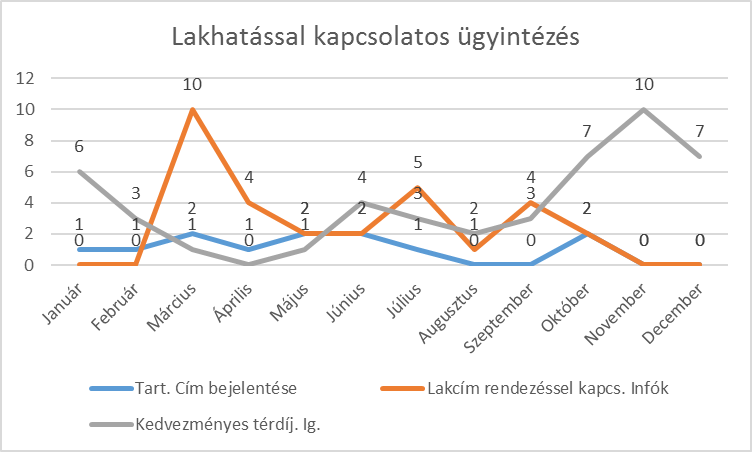 Lakhatással kapcsolatos ügyintézés
12
10
8
6
4
2
0
6 3 2 4 4 5 2 4 7 10 7
10
1 1 1 1 2 2 3 1 3 2
0 0 0 1 1 0 0 0 0
Január Február Március Április Május Június Július Augusztus Szeptember Október November December
Tart. Cím bejelentése Lakcím rendezéssel kapcs. Infók
Kedvezményes térdíj. Ig.